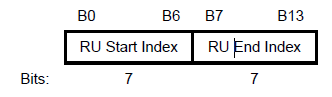 B0 B6 B7 B13
RU Start Index RU End Index
Bits: 7 7